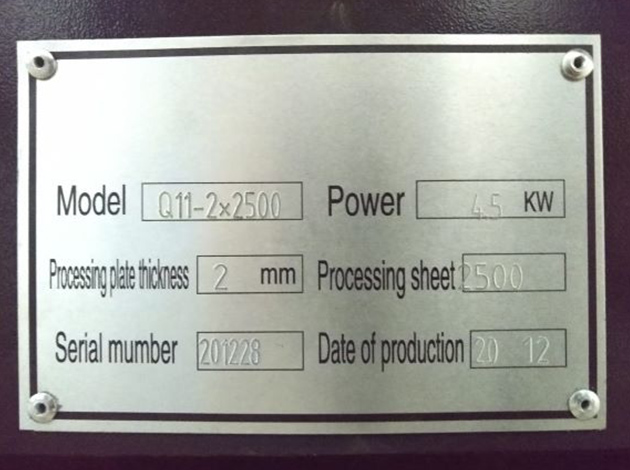 Model Q11-2×2500 Power 4.5 KW
Processing plate thickness 2 mm Processing sheet 2500
Serial mumber 201228 Date of production 20 12